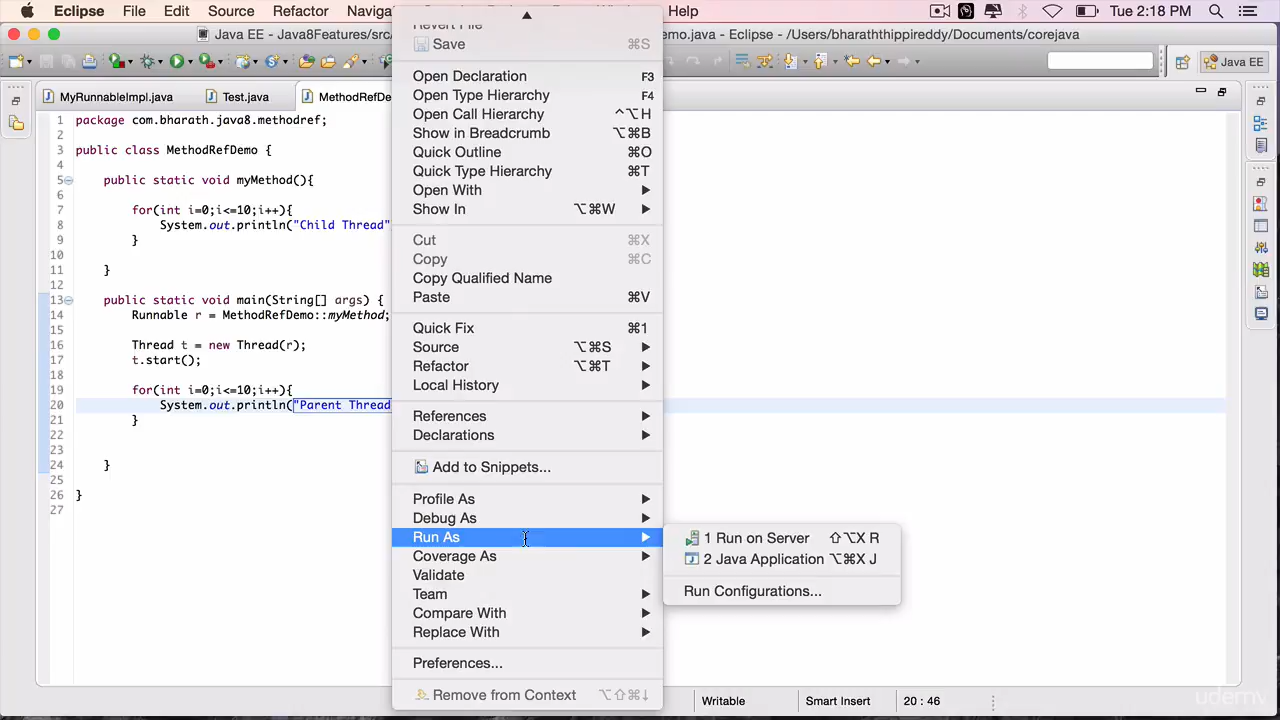 Eclipse File Edit Source Refactor Help Tue 2:18 PM
Java EE - Java8Features/src/ emo.java - Eclipse - /Users/bharaththippireddy/Documents/corejava
Java EE
MyRunnableImpl.java Test.java MethodRefDe
1 package com.bharath.java8.methodref;
2
3 public class MethodRefDemo {
4
5 public static void myMethod(){
6
7 for(int i=0;i<=10;i++){
8 System.out.println("Child Thread"
9 }
10
11 }
12
13 public static void main(String[] args) {
14 Runnable r = MethodRefDemo::myMethod;
15
16 Thread t = new Thread(r);
17 t.start();
18
19 for(int i=0;i<=10;i++){
20 System.out.println("Parent Thread
21 }
22
23
24 }
25
26 }
27
Revert File
Save ⌘S
Open Declaration F3
Open Type Hierarchy F4
Open Call Hierarchy ^⌥H
Show in Breadcrumb ⌥⌘B
Quick Outline ⌘O
Quick Type Hierarchy ⌘T
Open With
Show In ⌥⌘W
Cut ⌘X
Copy ⌘C
Copy Qualified Name
Paste ⌘V
Quick Fix ⌘1
Source ⌥⌘S
Refactor ⌥⌘T
Local History
References
Declarations
Add to Snippets...
Profile As
Debug As
Run As
Coverage As
Validate
Team
Compare With
Replace With
Preferences...
Remove from Context ⌥⇧⌘↓
1 Run on Server ⇧⌥X R
2 Java Application ⌥⌘X J
Run Configurations...
Writable Smart Insert 20 : 46
udemy